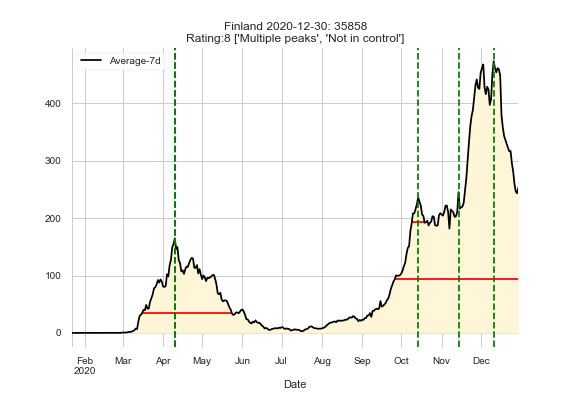 Finland 2020-12-30: 35858
Rating:8 ['Multiple peaks', 'Not in control']
Average-7d
400
300
200
100
0
Feb Mar Apr May Jun Jul Aug Sep Oct Nov Dec
2020
Date